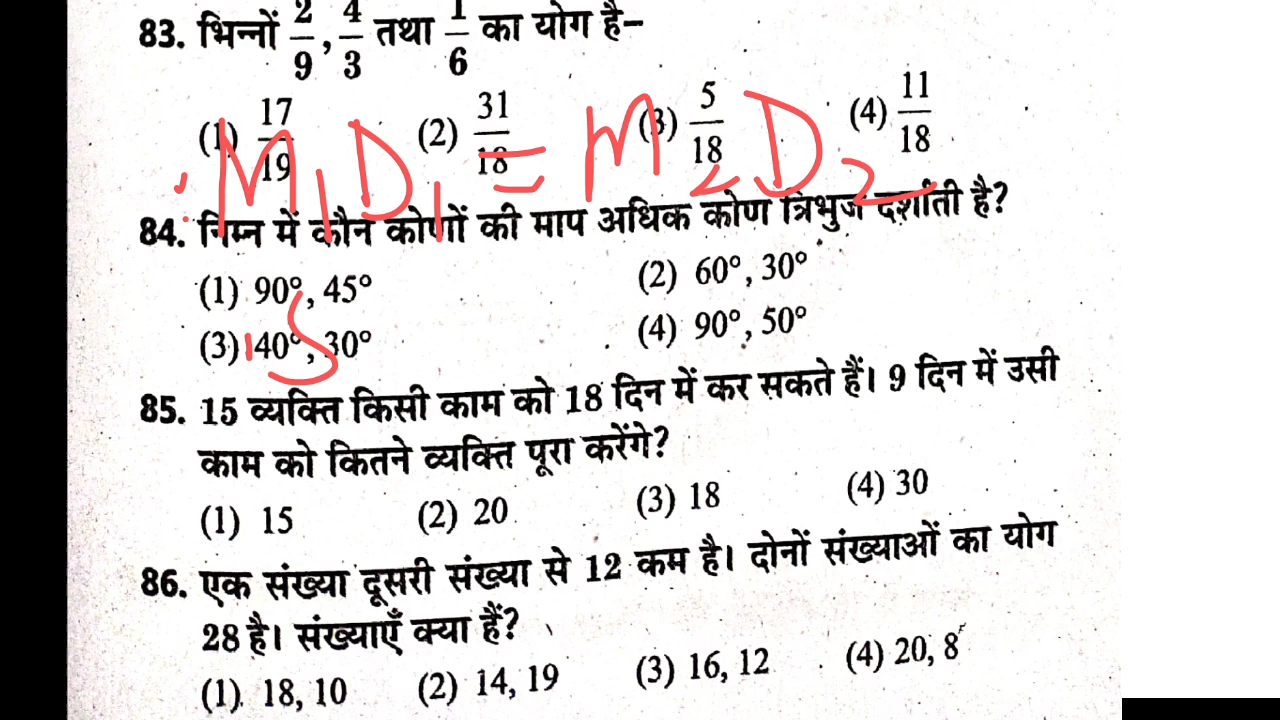 83. भिन्नों 2/9, 4/3 तथा 1/6 का योग है–
(1) 17/19 (2) 31/18 (3) 5/18 (4) 11/18
M₁D₁ = M₂D₂
84. निम्न में कौन कोणों की माप अधिक कोण त्रिभुज दर्शाती है?
(1) 90°, 45° (2) 60°, 30°
(3) 40°, 30° (4) 90°, 50°
85. 15 व्यक्ति किसी काम को 18 दिन में कर सकते हैं। 9 दिन में उसी
काम को कितने व्यक्ति पूरा करेंगे?
(1) 15 (2) 20 (3) 18 (4) 30
86. एक संख्या दूसरी संख्या से 12 कम है। दोनों संख्याओं का योग
28 है। संख्याएँ क्या हैं?
(1) 18, 10 (2) 14, 19 (3) 16, 12 (4) 20, 8